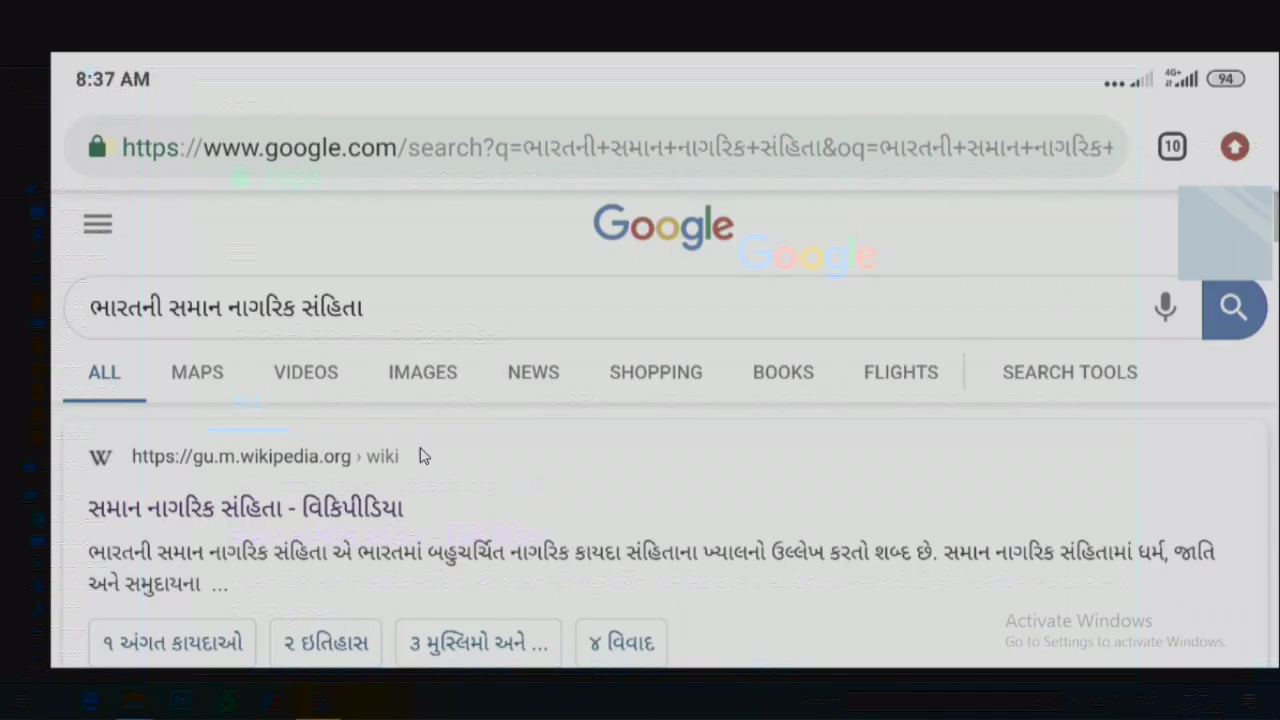 8:37 AM
4G+
94
https://www.google.com/search?q=ભારતની+સમાન+નાગરિક+સંહિતા&oq=ભારતની+સમાન+નાગરિક+
10
Google
Google
ભારતની સમાન નાગરિક સંહિતા
ALL MAPS VIDEOS IMAGES NEWS SHOPPING BOOKS FLIGHTS SEARCH TOOLS
W https://gu.m.wikipedia.org › wiki
સમાન નાગરિક સંહિતા - વિકિપીડિયા
ભારતની સમાન નાગરિક સંહિતા એ ભારતમાં બહુચર્ચિત નાગરિક કાયદા સંહિતાના ખ્યાલનો ઉલ્લેખ કરતો શબ્દ છે. સમાન નાગરિક સંહિતામાં ધર્મ, જાતિ
અને સમુદાયના ...
૧ અંગત કાયદાઓ ૨ ઇતિહાસ ૩ મુસ્લિમો અને ... ૪ વિવાદ
Activate Windows
Go to Settings to activate Windows.